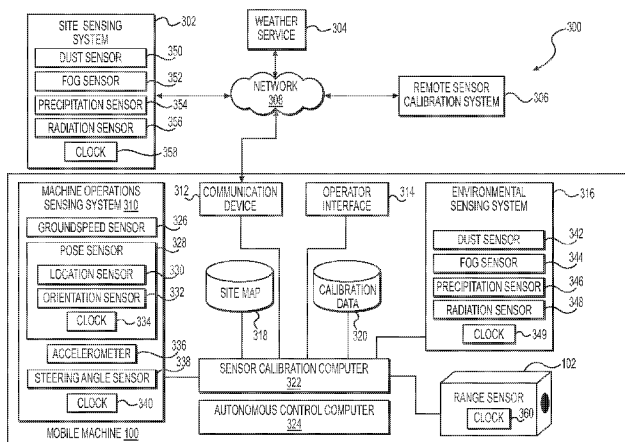 SITE SENSING
SYSTEM
302
DUST SENSOR
350
FOG SENSOR
352
PRECIPITATION SENSOR
354
RADIATION SENSOR
356
CLOCK
358
WEATHER
SERVICE
304
NETWORK
308
REMOTE SENSOR
CALIBRATION SYSTEM
306
300
MACHINE OPERATIONS
SENSING SYSTEM 310
GROUNDSPEED SENSOR
326
POSE SENSOR
328
LOCATION SENSOR
330
ORIENTATION SENSOR
332
CLOCK
334
ACCELEROMETER
336
STEERING ANGLE SENSOR
338
CLOCK
340
MOBILE MACHINE 100
312
COMMUNICATION
DEVICE
OPERATOR
INTERFACE
314
SITE MAP
318
CALIBRATION
DATA
320
SENSOR CALIBRATION COMPUTER
322
AUTONOMOUS CONTROL COMPUTER
324
ENVIRONMENTAL
SENSING SYSTEM
316
DUST SENSOR
342
FOG SENSOR
344
PRECIPITATION SENSOR
346
RADIATION SENSOR
348
CLOCK
349
102
RANGE SENSOR
CLOCK
360